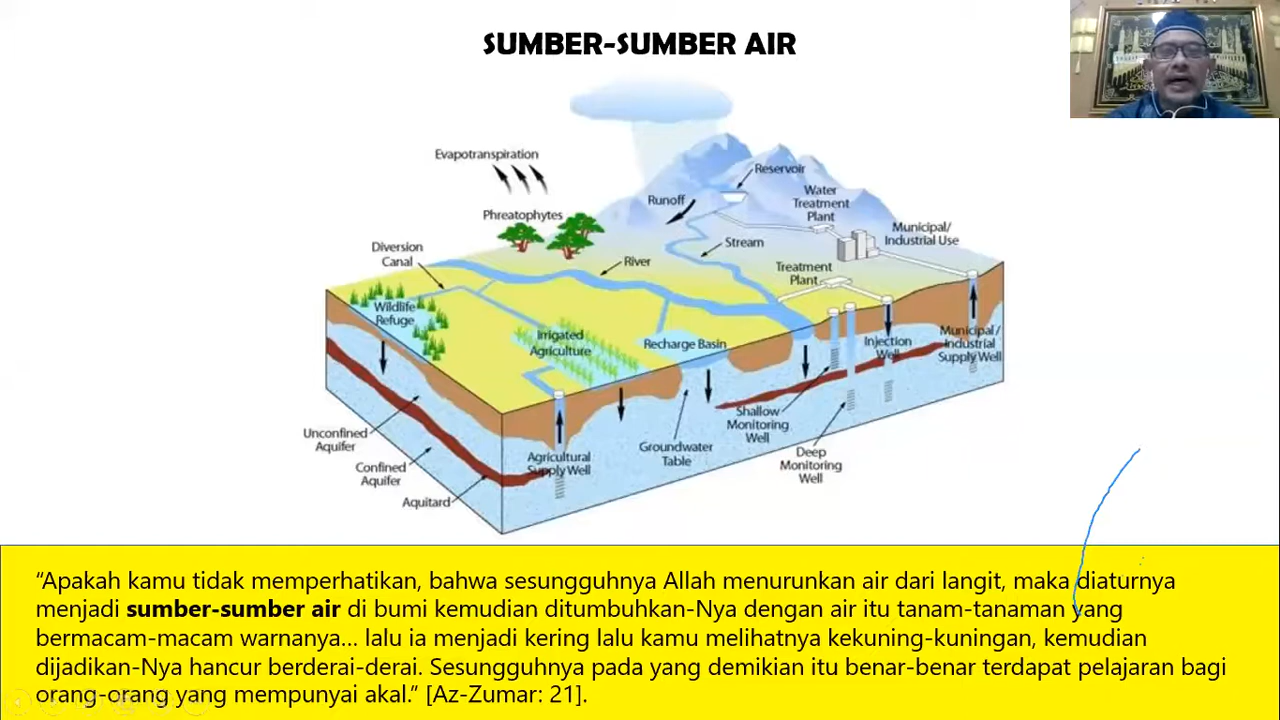 SUMBER-SUMBER AIR
Evapotranspiration
Phreatophytes
Reservoir
Runoff
Water
Treatment
Plant
Municipal/
Industrial Use
Stream
Diversion
Canal
River
Treatment
Plant
Wildlife
Refuge
Irrigated
Agriculture
Recharge Basin
Injection
Well
Municipal/
Industrial
Supply Well
Unconfined
Aquifer
Confined
Aquifer
Aquitard
Agricultural
Supply Well
Groundwater
Table
Shallow
Monitoring
Well
Deep
Monitoring
Well
“Apakah kamu tidak memperhatikan, bahwa sesungguhnya Allah menurunkan air dari langit, maka diaturnya
menjadi sumber-sumber air di bumi kemudian ditumbuhkan-Nya dengan air itu tanam-tanaman yang
bermacam-macam warnanya... lalu ia menjadi kering lalu kamu melihatnya kekuning-kuningan, kemudian
dijadikan-Nya hancur berderai-derai. Sesungguhnya pada yang demikian itu benar-benar terdapat pelajaran bagi
orang-orang yang mempunyai akal.” [Az-Zumar: 21].